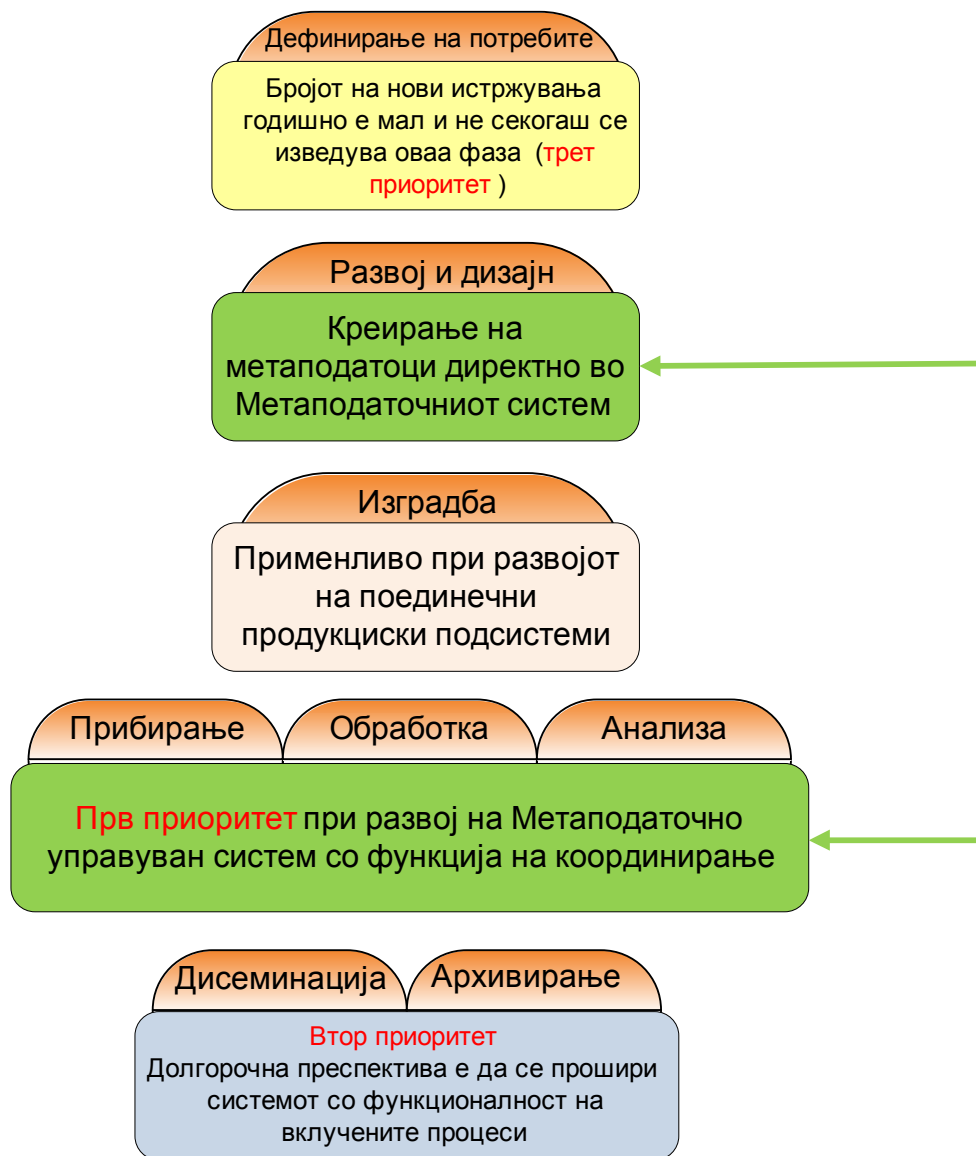 Дефинирање на потребите
Бројот на нови истржувања
годишно е мал и не секогаш се
изведува оваа фаза (трет
приоритет )
Развој и дизајн
Креирање на
метаподатоци директно во
Метаподаточниот систем
Изградба
Применливо при развојот
на поединечни
продукциски подсистеми
Прибирање
Обработка
Анализа
Прв приоритет при развој на Метаподаточно
управуван систем со функција на координирање
Дисеминација
Архивирање
Втор приоритет
Долгорочна преспектива е да се прошири
системот со функционалност на
вклучените процеси